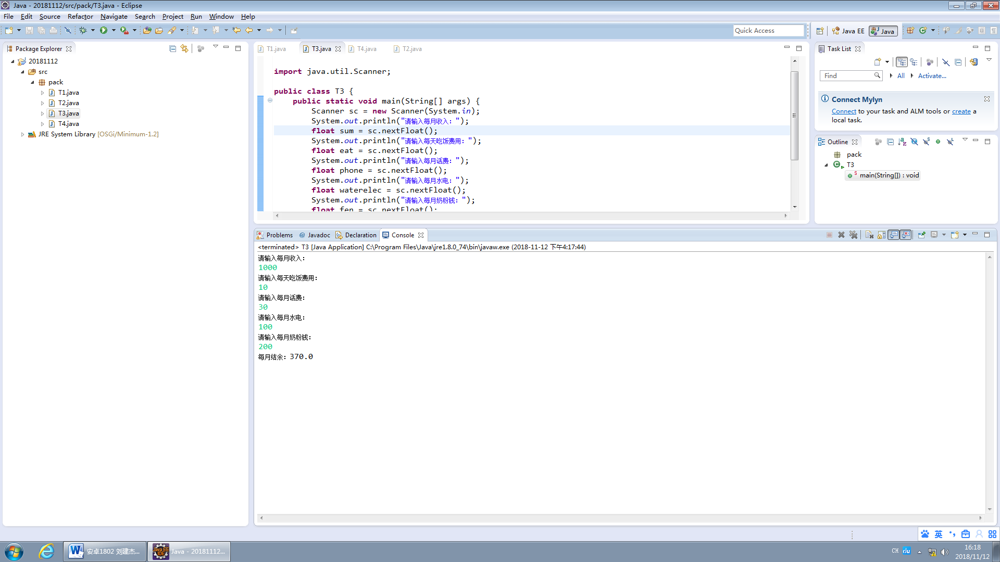 Java - 20181112/src/pack/T3.java - Eclipse
File Edit Source Refactor Navigate Search Project Run Window Help
Quick Access
Java EE
Java
Package Explorer
20181112
src
pack
T1.java
T2.java
T3.java
T4.java
JRE System Library [OSGi/Minimum-1.2]
T1.java T3.java T4.java T2.java
import java.util.Scanner;
public class T3 {
public static void main(String[] args) {
Scanner sc = new Scanner(System.in);
System.out.println("请输入每月收入：");
float sum = sc.nextFloat();
System.out.println("请输入每天吃饭费用：");
float eat = sc.nextFloat();
System.out.println("请输入每月话费：");
float phone = sc.nextFloat();
System.out.println("请输入每月水电：");
float waterelec = sc.nextFloat();
System.out.println("请输入每月奶粉钱：");
float fen = sc.nextFloat();
Task List
Find
All
Activate...
Connect Mylyn
Connect to your task and ALM tools or create a
local task.
Outline
pack
T3
main(String[]) : void
Problems @ Javadoc Declaration Console
<terminated> T3 [Java Application] C:\Program Files\Java\jre1.8.0_74\bin\javaw.exe (2018-11-12 下午4:17:44)
请输入每月收入：
1000
请输入每天吃饭费用：
10
请输入每月话费：
30
请输入每月水电：
100
请输入每月奶粉钱：
200
每月结余：370.0
英
安卓1802 刘建杰...
Java - 20181112...
CH du
16:18
2018/11/12